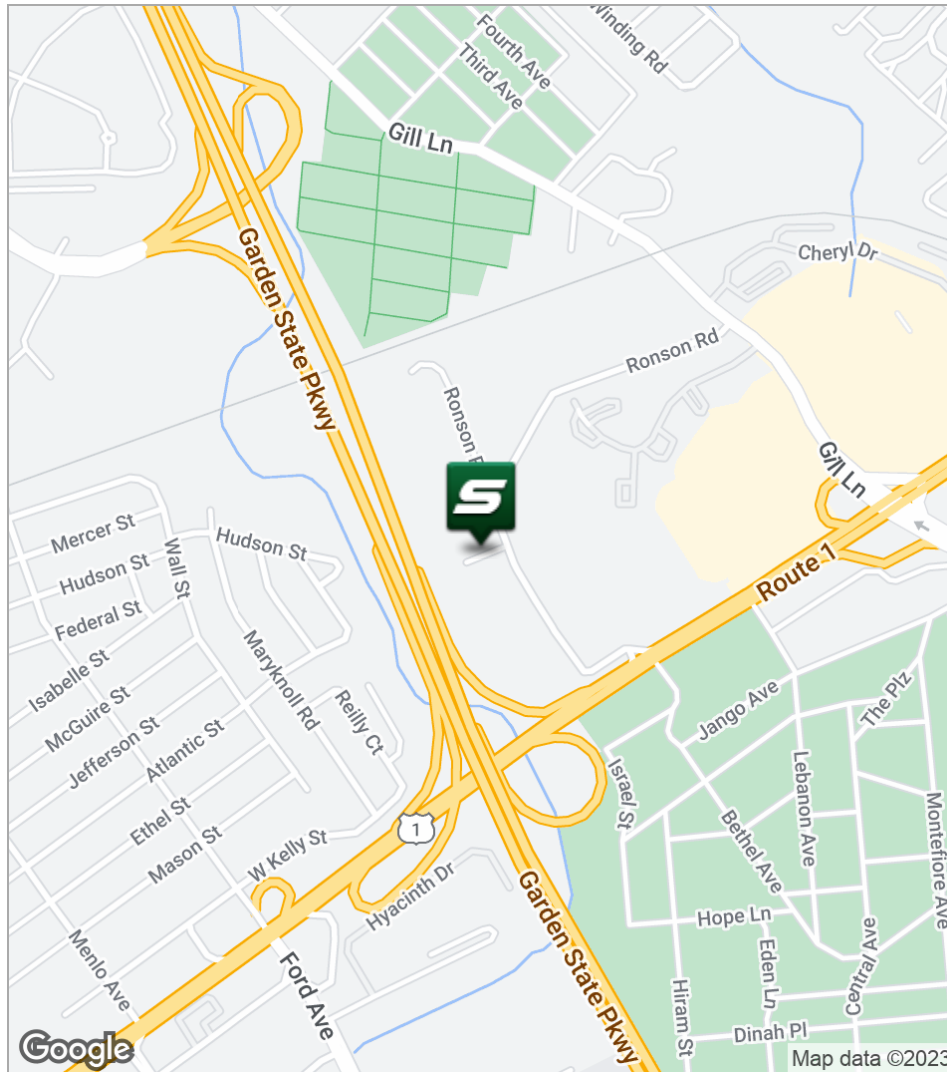 Winding Rd
Fourth Ave
Third Ave
Gill Ln
Cheryl Dr
Garden State Pkwy
Ronson Rd
Ronson
Gill Ln
S
Mercer St
Hudson St
Hudson St
Wall St
Route 1
Federal St
Isabelle St
Maryknoll Rd
McGuire St
Reilly Ct
The Plz
Jango Ave
Jefferson St
Atlantic St
Israel St
Lebanon Ave
Montefiore Ave
Ethel St
Bethel Ave
1
Mason St
W Kelly St
Hyacinth Dr
Garden State Pkwy
Hope Ln
Eden Ln
Central Ave
Menlo Ave
Ford Ave
Hiram St
Dinah Pl
Google
Map data ©2023